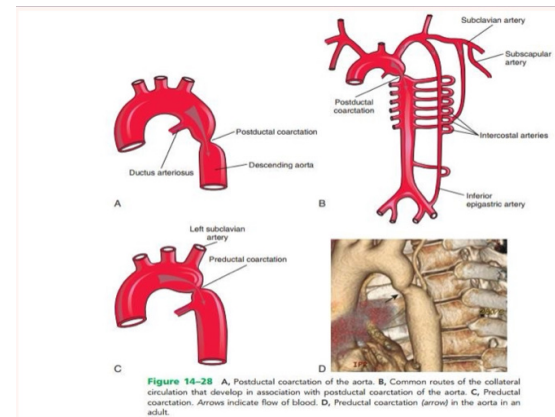 Subclavian artery
Subscapular
artery
Postductal
coarctation
Intercostal arteries
Inferior
epigastric artery
B
Postductal coarctation
Descending aorta
Ductus arteriosus
A
Left subclavian
artery
Preductal coarctation
C
D
Figure 14–28 A, Postductal coarctation of the aorta. B, Common routes of the collateral
circulation that develop in association with postductal coarctation of the aorta. C, Preductal
coarctation. Arrows indicate flow of blood. D, Preductal coarctation (arrow) in the aorta in an
adult.